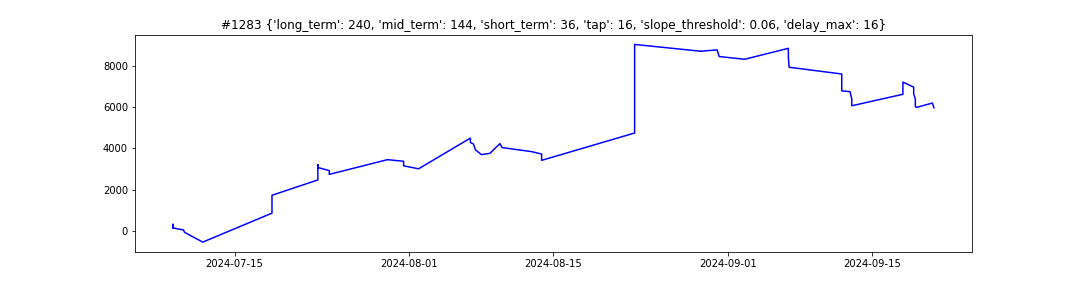 #1283 {'long_term': 240, 'mid_term': 144, 'short_term': 36, 'tap': 16, 'slope_threshold': 0.06, 'delay_max': 16}
8000
6000
4000
2000
0
2024-07-15 2024-08-01 2024-08-15 2024-09-01 2024-09-15